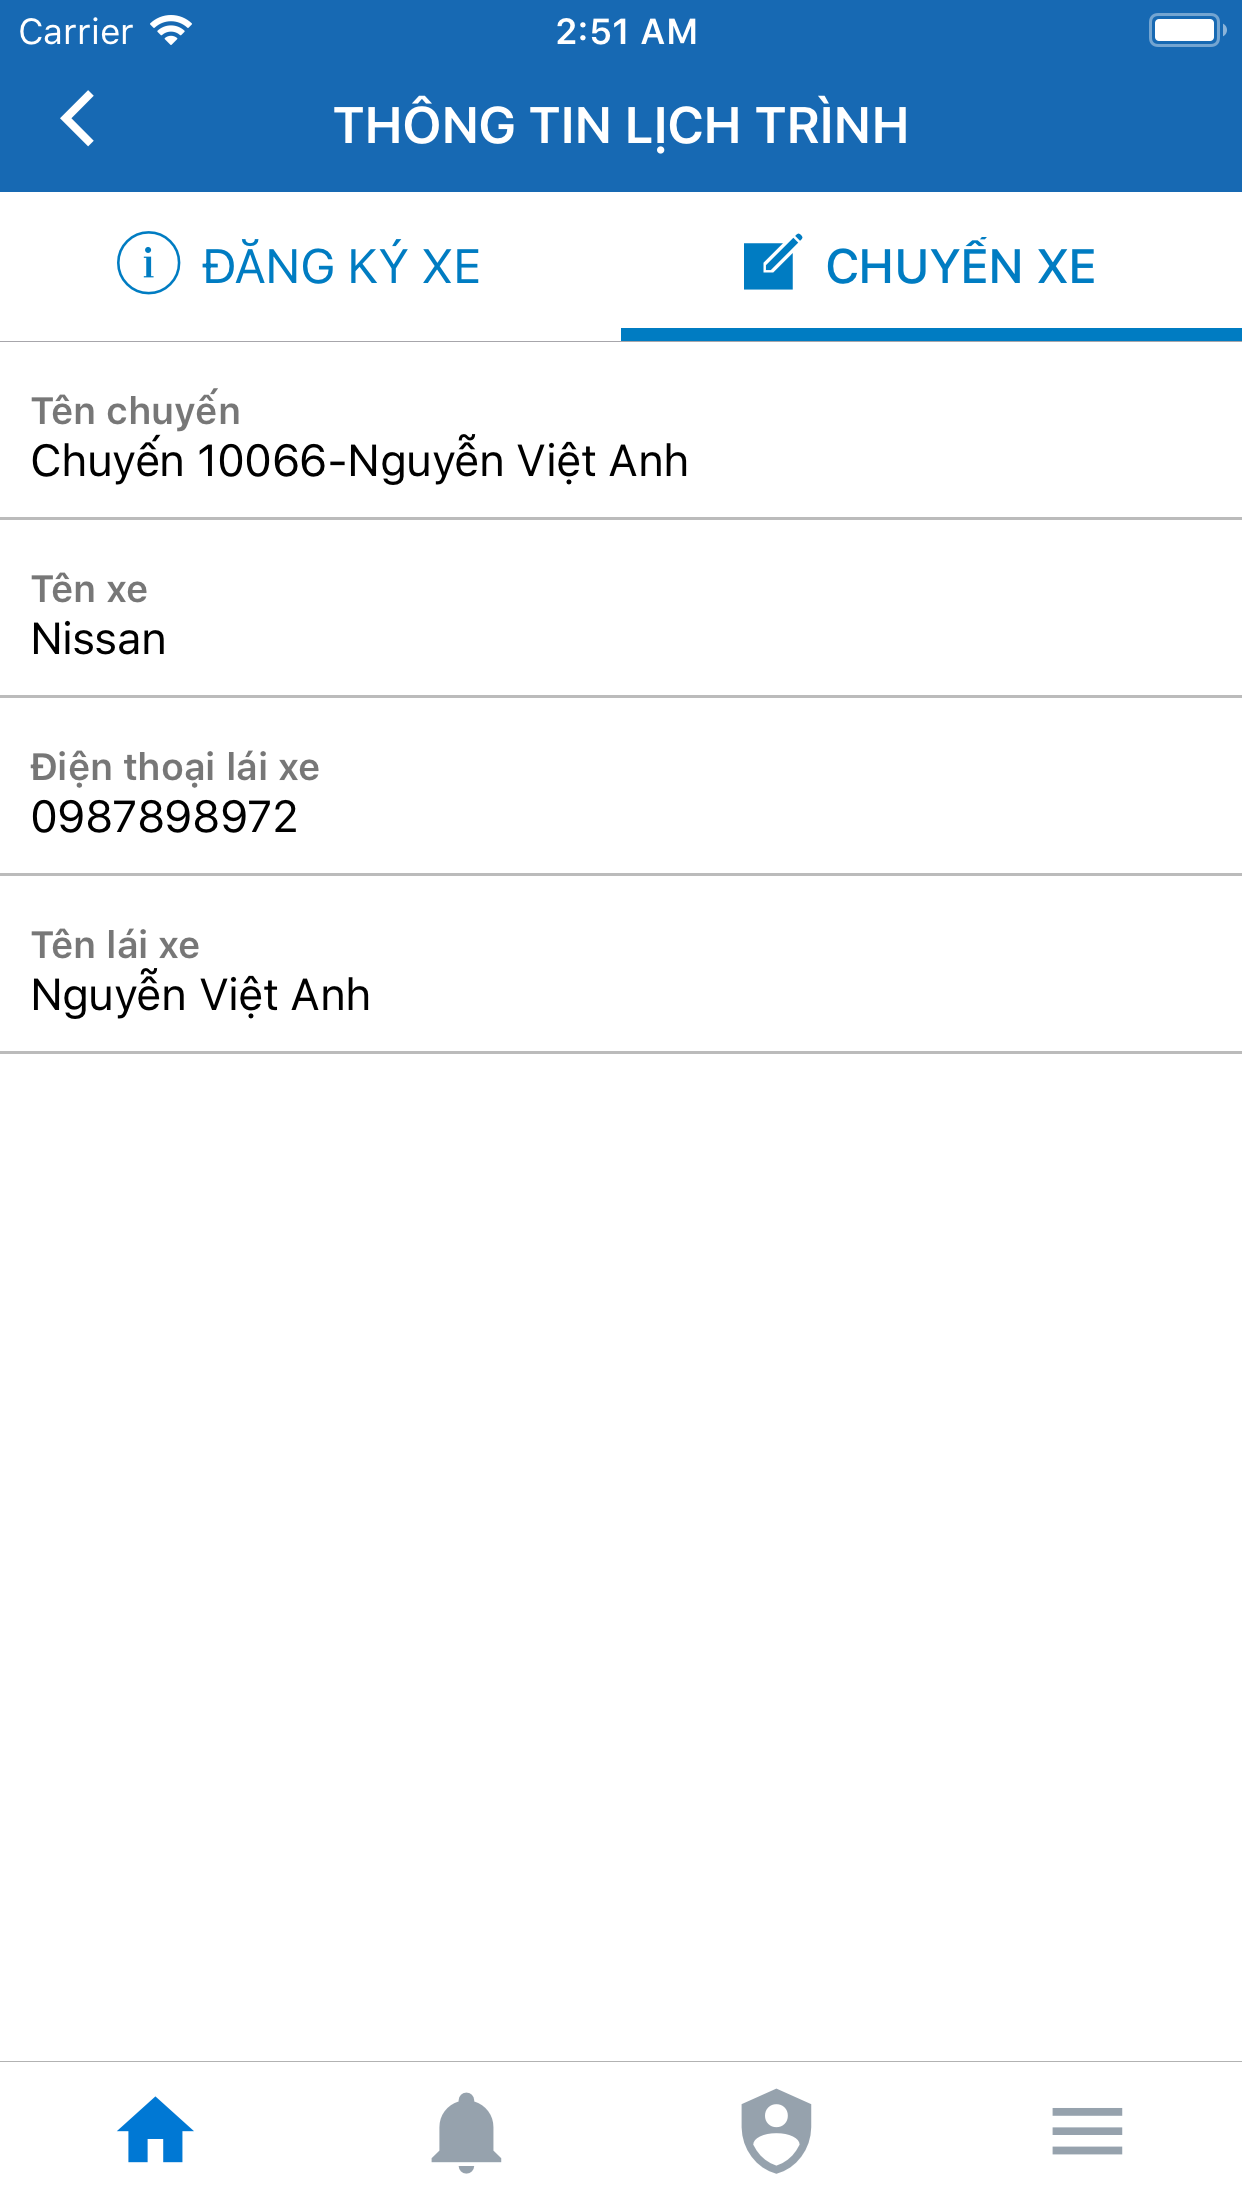 Carrier 2:51 AM
THÔNG TIN LỊCH TRÌNH
ĐĂNG KÝ XE CHUYẾN XE
Tên chuyến
Chuyến 10066-Nguyễn Việt Anh
Tên xe
Nissan
Điện thoại lái xe
0987898972
Tên lái xe
Nguyễn Việt Anh